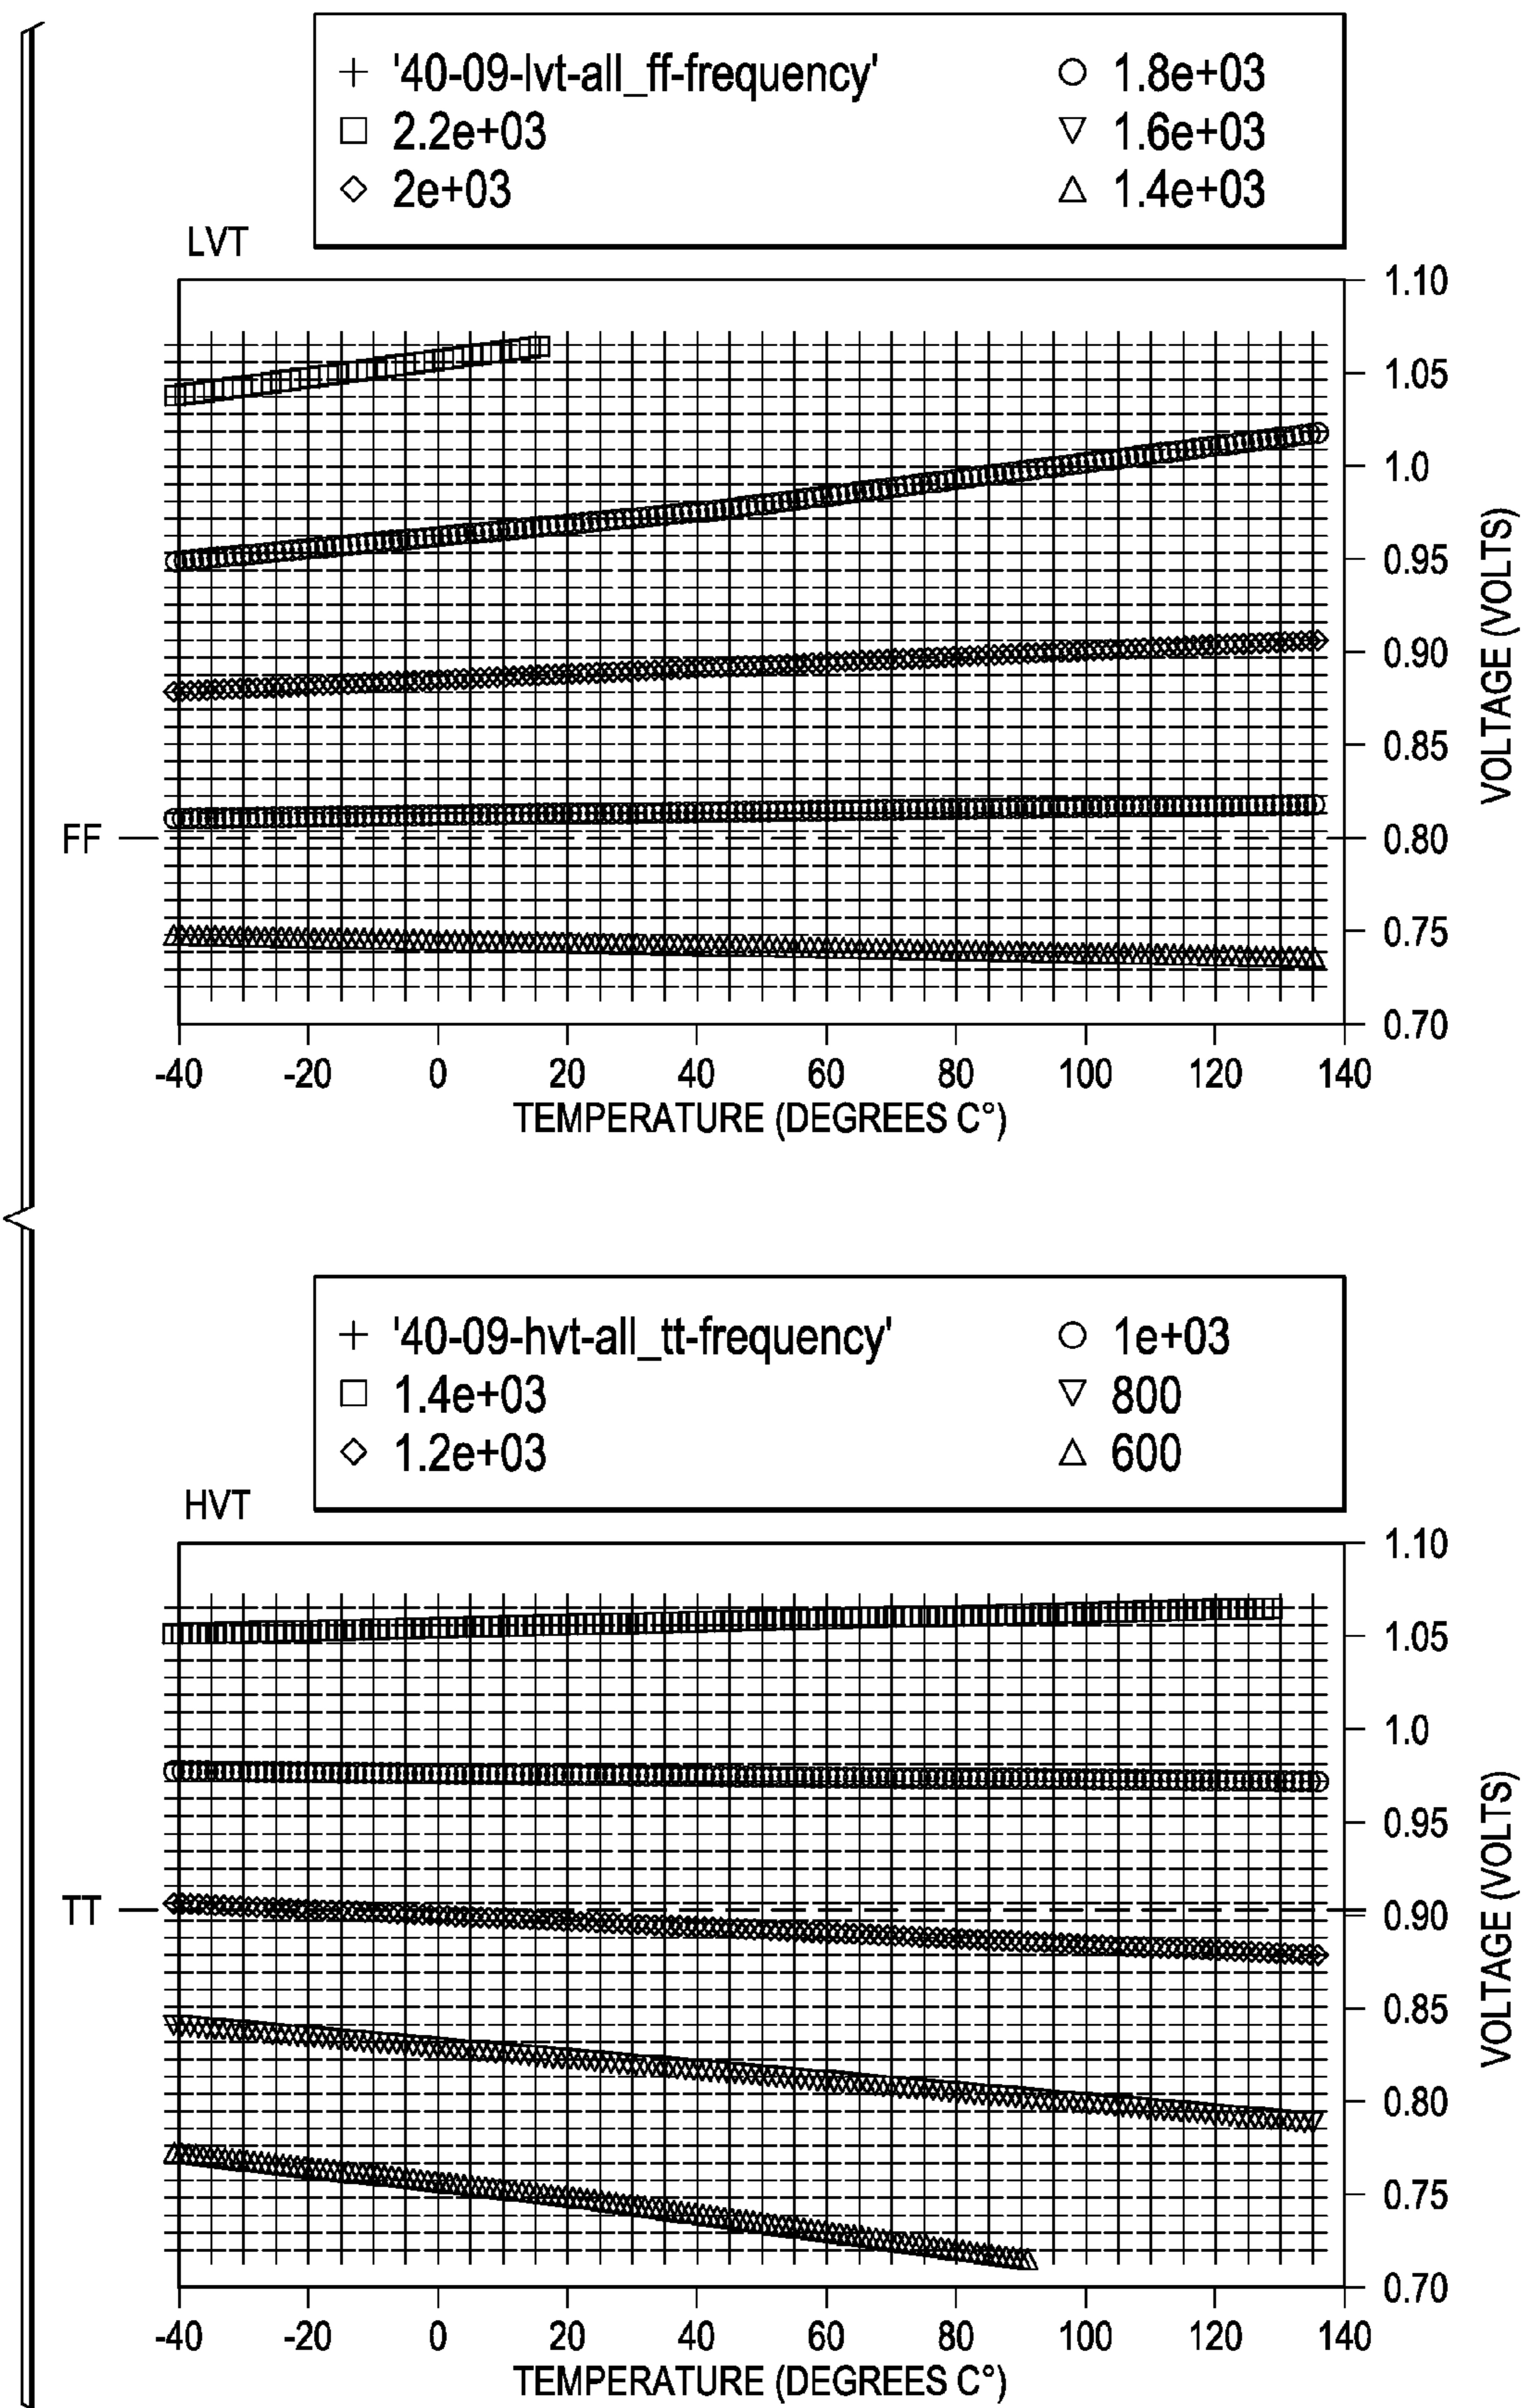 + '40-09-lvt-all_ff-frequency' ○ 1.8e+03
□ 2.2e+03 ▽ 1.6e+03
◇ 2e+03 △ 1.4e+03
LVT
1.10
1.05
1.0
0.95
0.90
0.85
0.80
0.75
0.70
VOLTAGE (VOLTS)
FF
-40 -20 0 20 40 60 80 100 120 140
TEMPERATURE (DEGREES C°)
+ '40-09-hvt-all_tt-frequency' ○ 1e+03
□ 1.4e+03 ▽ 800
◇ 1.2e+03 △ 600
HVT
1.10
1.05
1.0
0.95
0.90
0.85
0.80
0.75
0.70
VOLTAGE (VOLTS)
TT
-40 -20 0 20 40 60 80 100 120 140
TEMPERATURE (DEGREES C°)